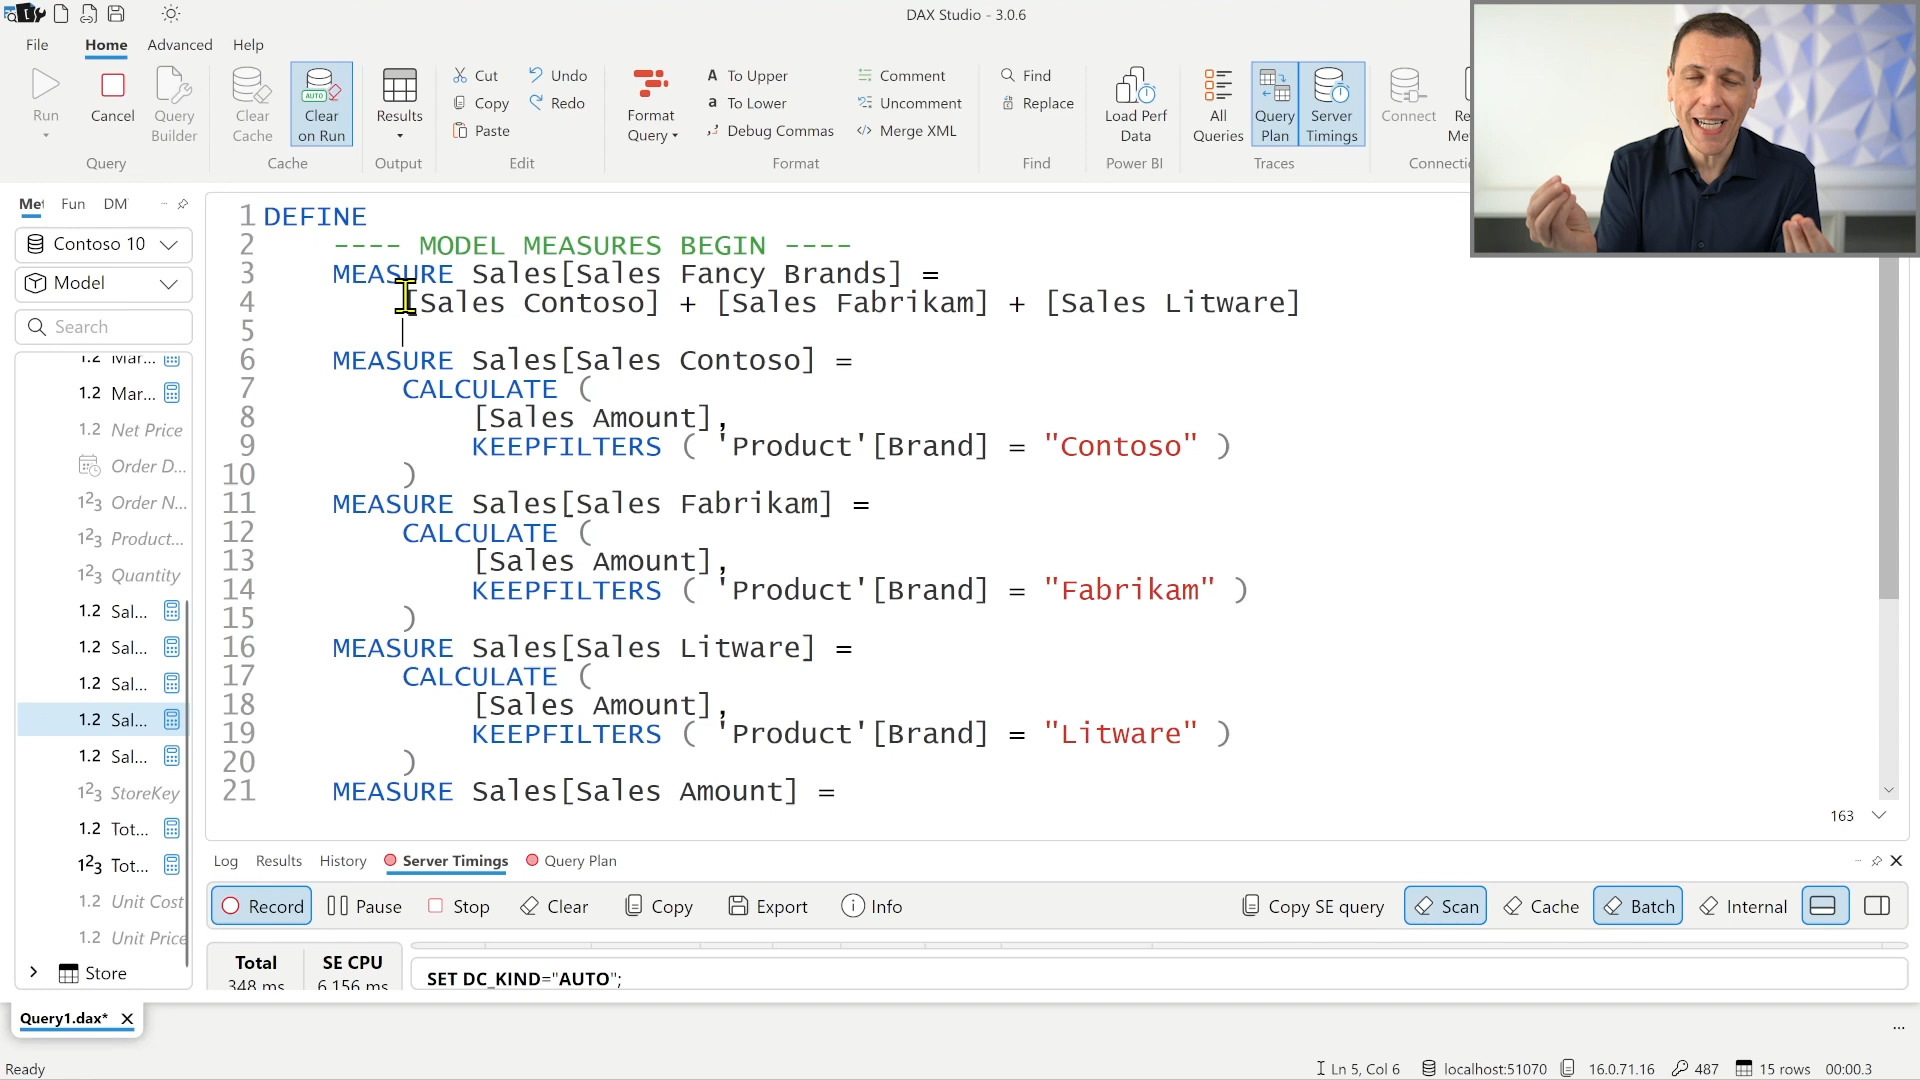 DAX Studio - 3.0.6
File Home Advanced Help
Run
Cancel
Query Builder
Query
Clear Cache
AUTO
Clear on Run
Cache
Results
Output
Cut
Copy
Paste
Undo
Redo
Edit
Format Query
A To Upper
a To Lower
Debug Commas
Comment
Uncomment
Merge XML
Format
Find
Replace
Find
Load Perf Data
Power BI
All Queries
Query Plan
Server Timings
Traces
Connect
Met Fun DM
Contoso 10
Model
Search
1.2 Mar...
1.2 Mar...
1.2 Net Price
Order D...
123 Order N...
123 Product...
123 Quantity
1.2 Sal...
1.2 Sal...
1.2 Sal...
1.2 Sal...
1.2 Sal...
123 StoreKey
1.2 Tot...
123 Tot...
1.2 Unit Cost
1.2 Unit Price
Store
1 DEFINE
2 ---- MODEL MEASURES BEGIN ----
3 MEASURE Sales[Sales Fancy Brands] =
4 [Sales Contoso] + [Sales Fabrikam] + [Sales Litware]
5
6 MEASURE Sales[Sales Contoso] =
7 CALCULATE (
8 [Sales Amount],
9 KEEPFILTERS ( 'Product'[Brand] = "Contoso" )
10 )
11 MEASURE Sales[Sales Fabrikam] =
12 CALCULATE (
13 [Sales Amount],
14 KEEPFILTERS ( 'Product'[Brand] = "Fabrikam" )
15 )
16 MEASURE Sales[Sales Litware] =
17 CALCULATE (
18 [Sales Amount],
19 KEEPFILTERS ( 'Product'[Brand] = "Litware" )
20 )
21 MEASURE Sales[Sales Amount] =
163
Log Results History Server Timings Query Plan
Record Pause Stop Clear Copy Export Info Copy SE query Scan Cache Batch Internal
Total SE CPU
348 ms 6,156 ms
SET DC_KIND="AUTO";
Query1.dax*
Ready
Ln 5, Col 6 localhost:51070 16.0.71.16 487 15 rows 00:00.3